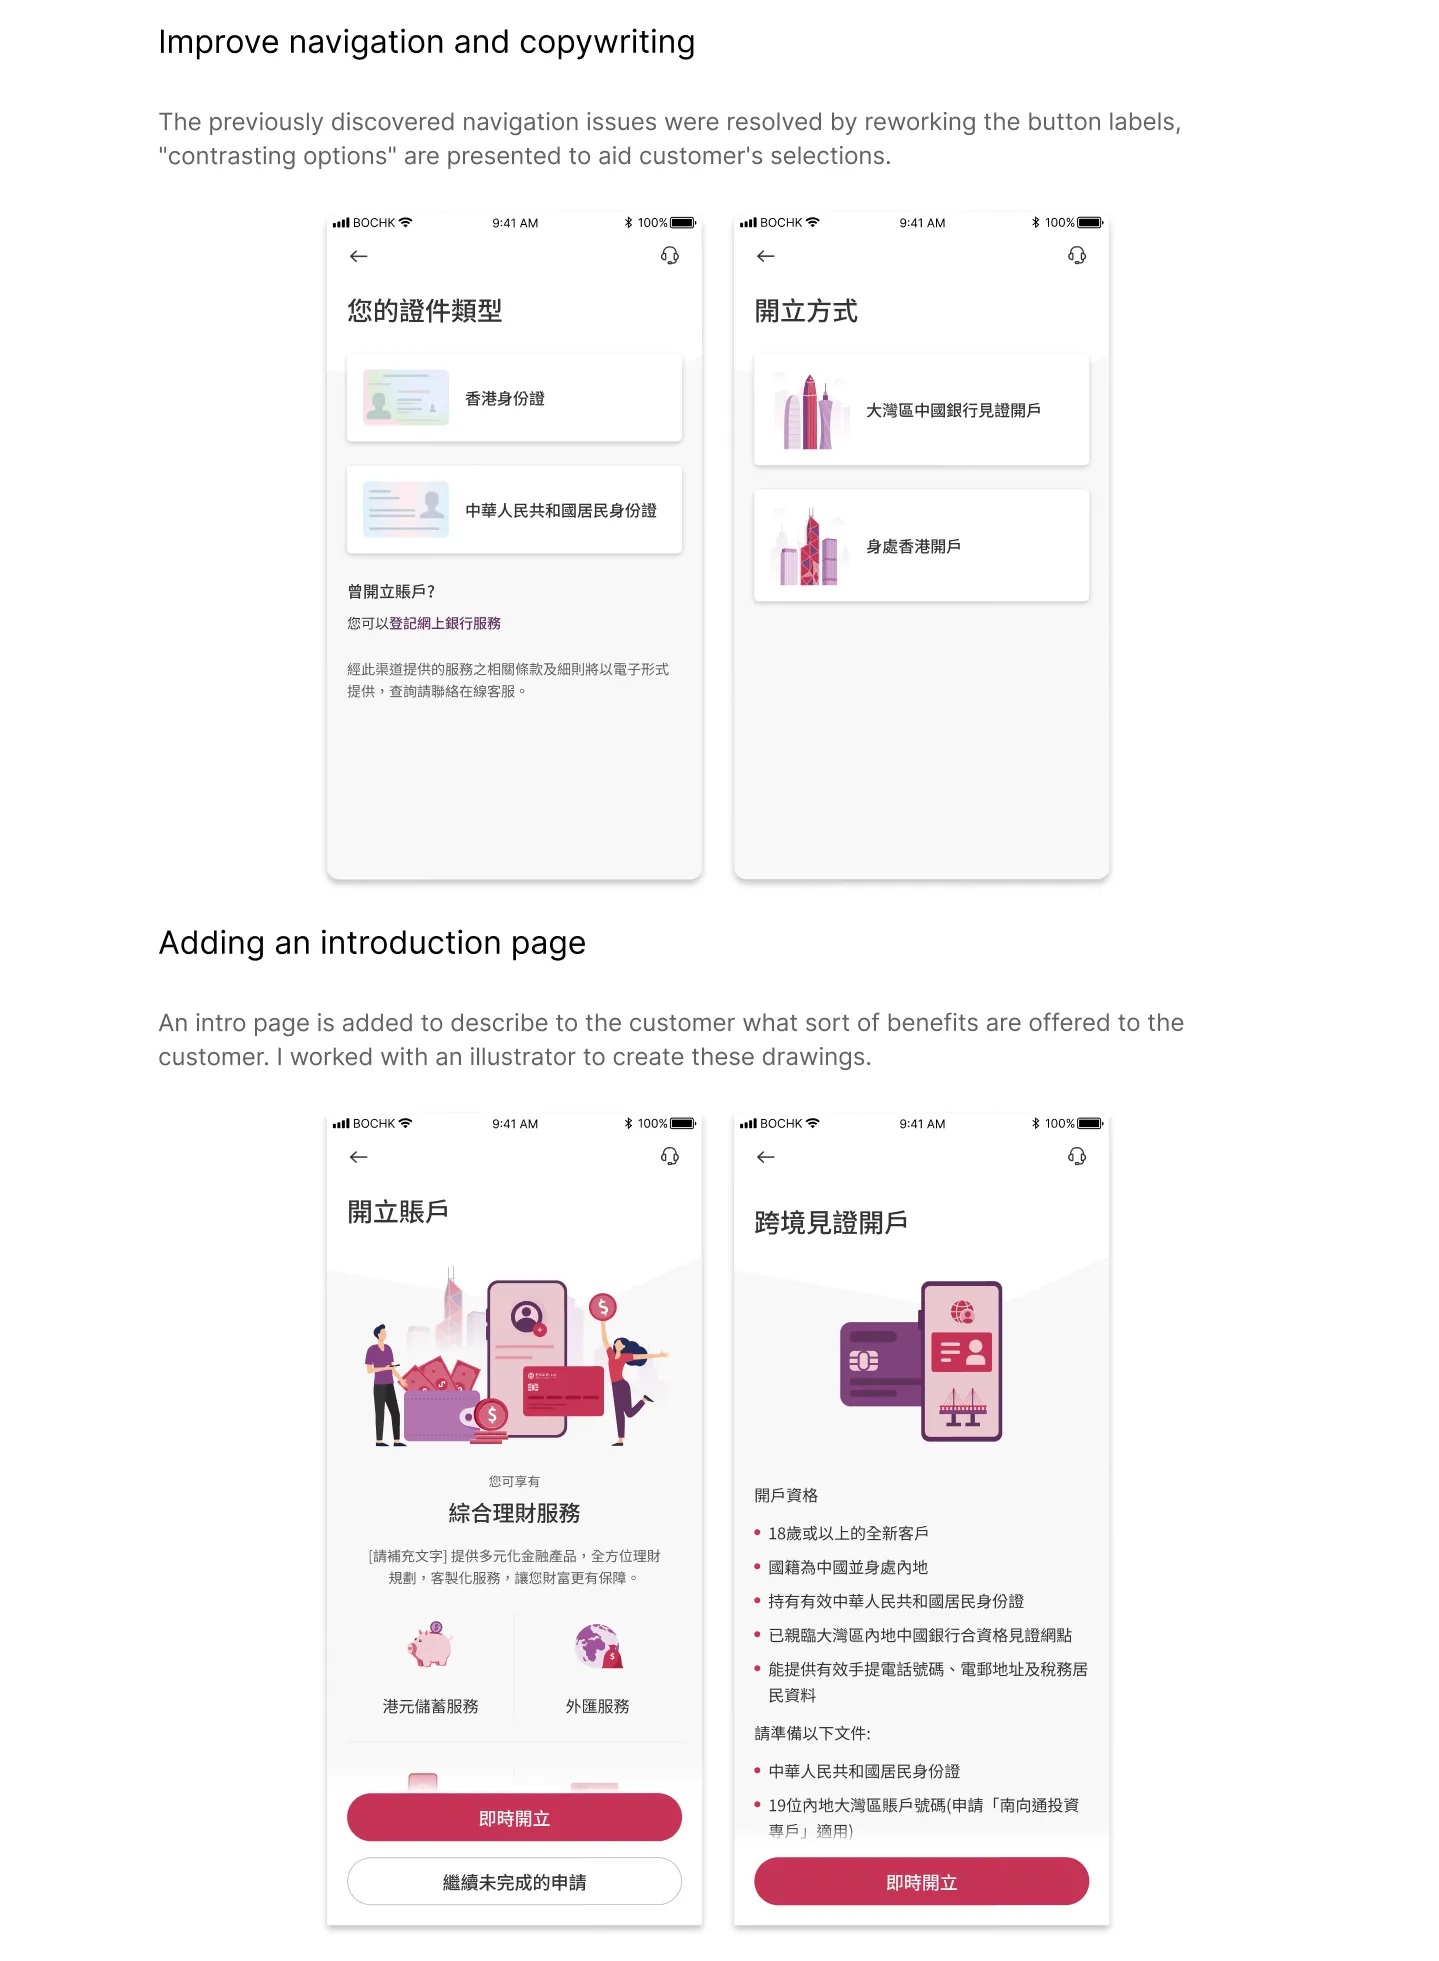 Improve navigation and copywriting
The previously discovered navigation issues were resolved by reworking the button labels,
"contrasting options" are presented to aid customer's selections.
BOCHK 9:41 AM 100%
您的證件類型
香港身份證
中華人民共和國居民身份證
曾開立賬戶?
您可以登記網上銀行服務
經此渠道提供的服務之相關條款及細則將以電子形式
提供，查詢請聯絡在線客服。
BOCHK 9:41 AM 100%
開立方式
大灣區中國銀行見證開戶
身處香港開戶
Adding an introduction page
An intro page is added to describe to the customer what sort of benefits are offered to the
customer. I worked with an illustrator to create these drawings.
BOCHK 9:41 AM 100%
開立賬戶
您可享有
綜合理財服務
[請補充文字] 提供多元化金融產品，全方位理財
規劃，客製化服務，讓您財富更有保障。
港元儲蓄服務
外匯服務
即時開立
繼續未完成的申請
BOCHK 9:41 AM 100%
跨境見證開戶
開戶資格
• 18歲或以上的全新客戶
• 國籍為中國並身處內地
• 持有有效中華人民共和國居民身份證
• 已親臨大灣區內地中國銀行合資格見證網點
• 能提供有效手提電話號碼、電郵地址及稅務居
民資料
請準備以下文件:
• 中華人民共和國居民身份證
• 19位內地大灣區賬戶號碼(申請「南向通投資
專戶」適用)
即時開立